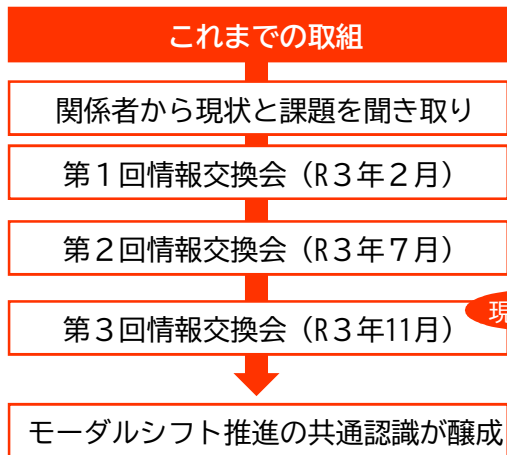 これまでの取組
関係者から現状と課題を聞き取り
第１回情報交換会（R３年２月）
第２回情報交換会（R３年７月）
第３回情報交換会（R３年11月）
現
モーダルシフト推進の共通認識が醸成